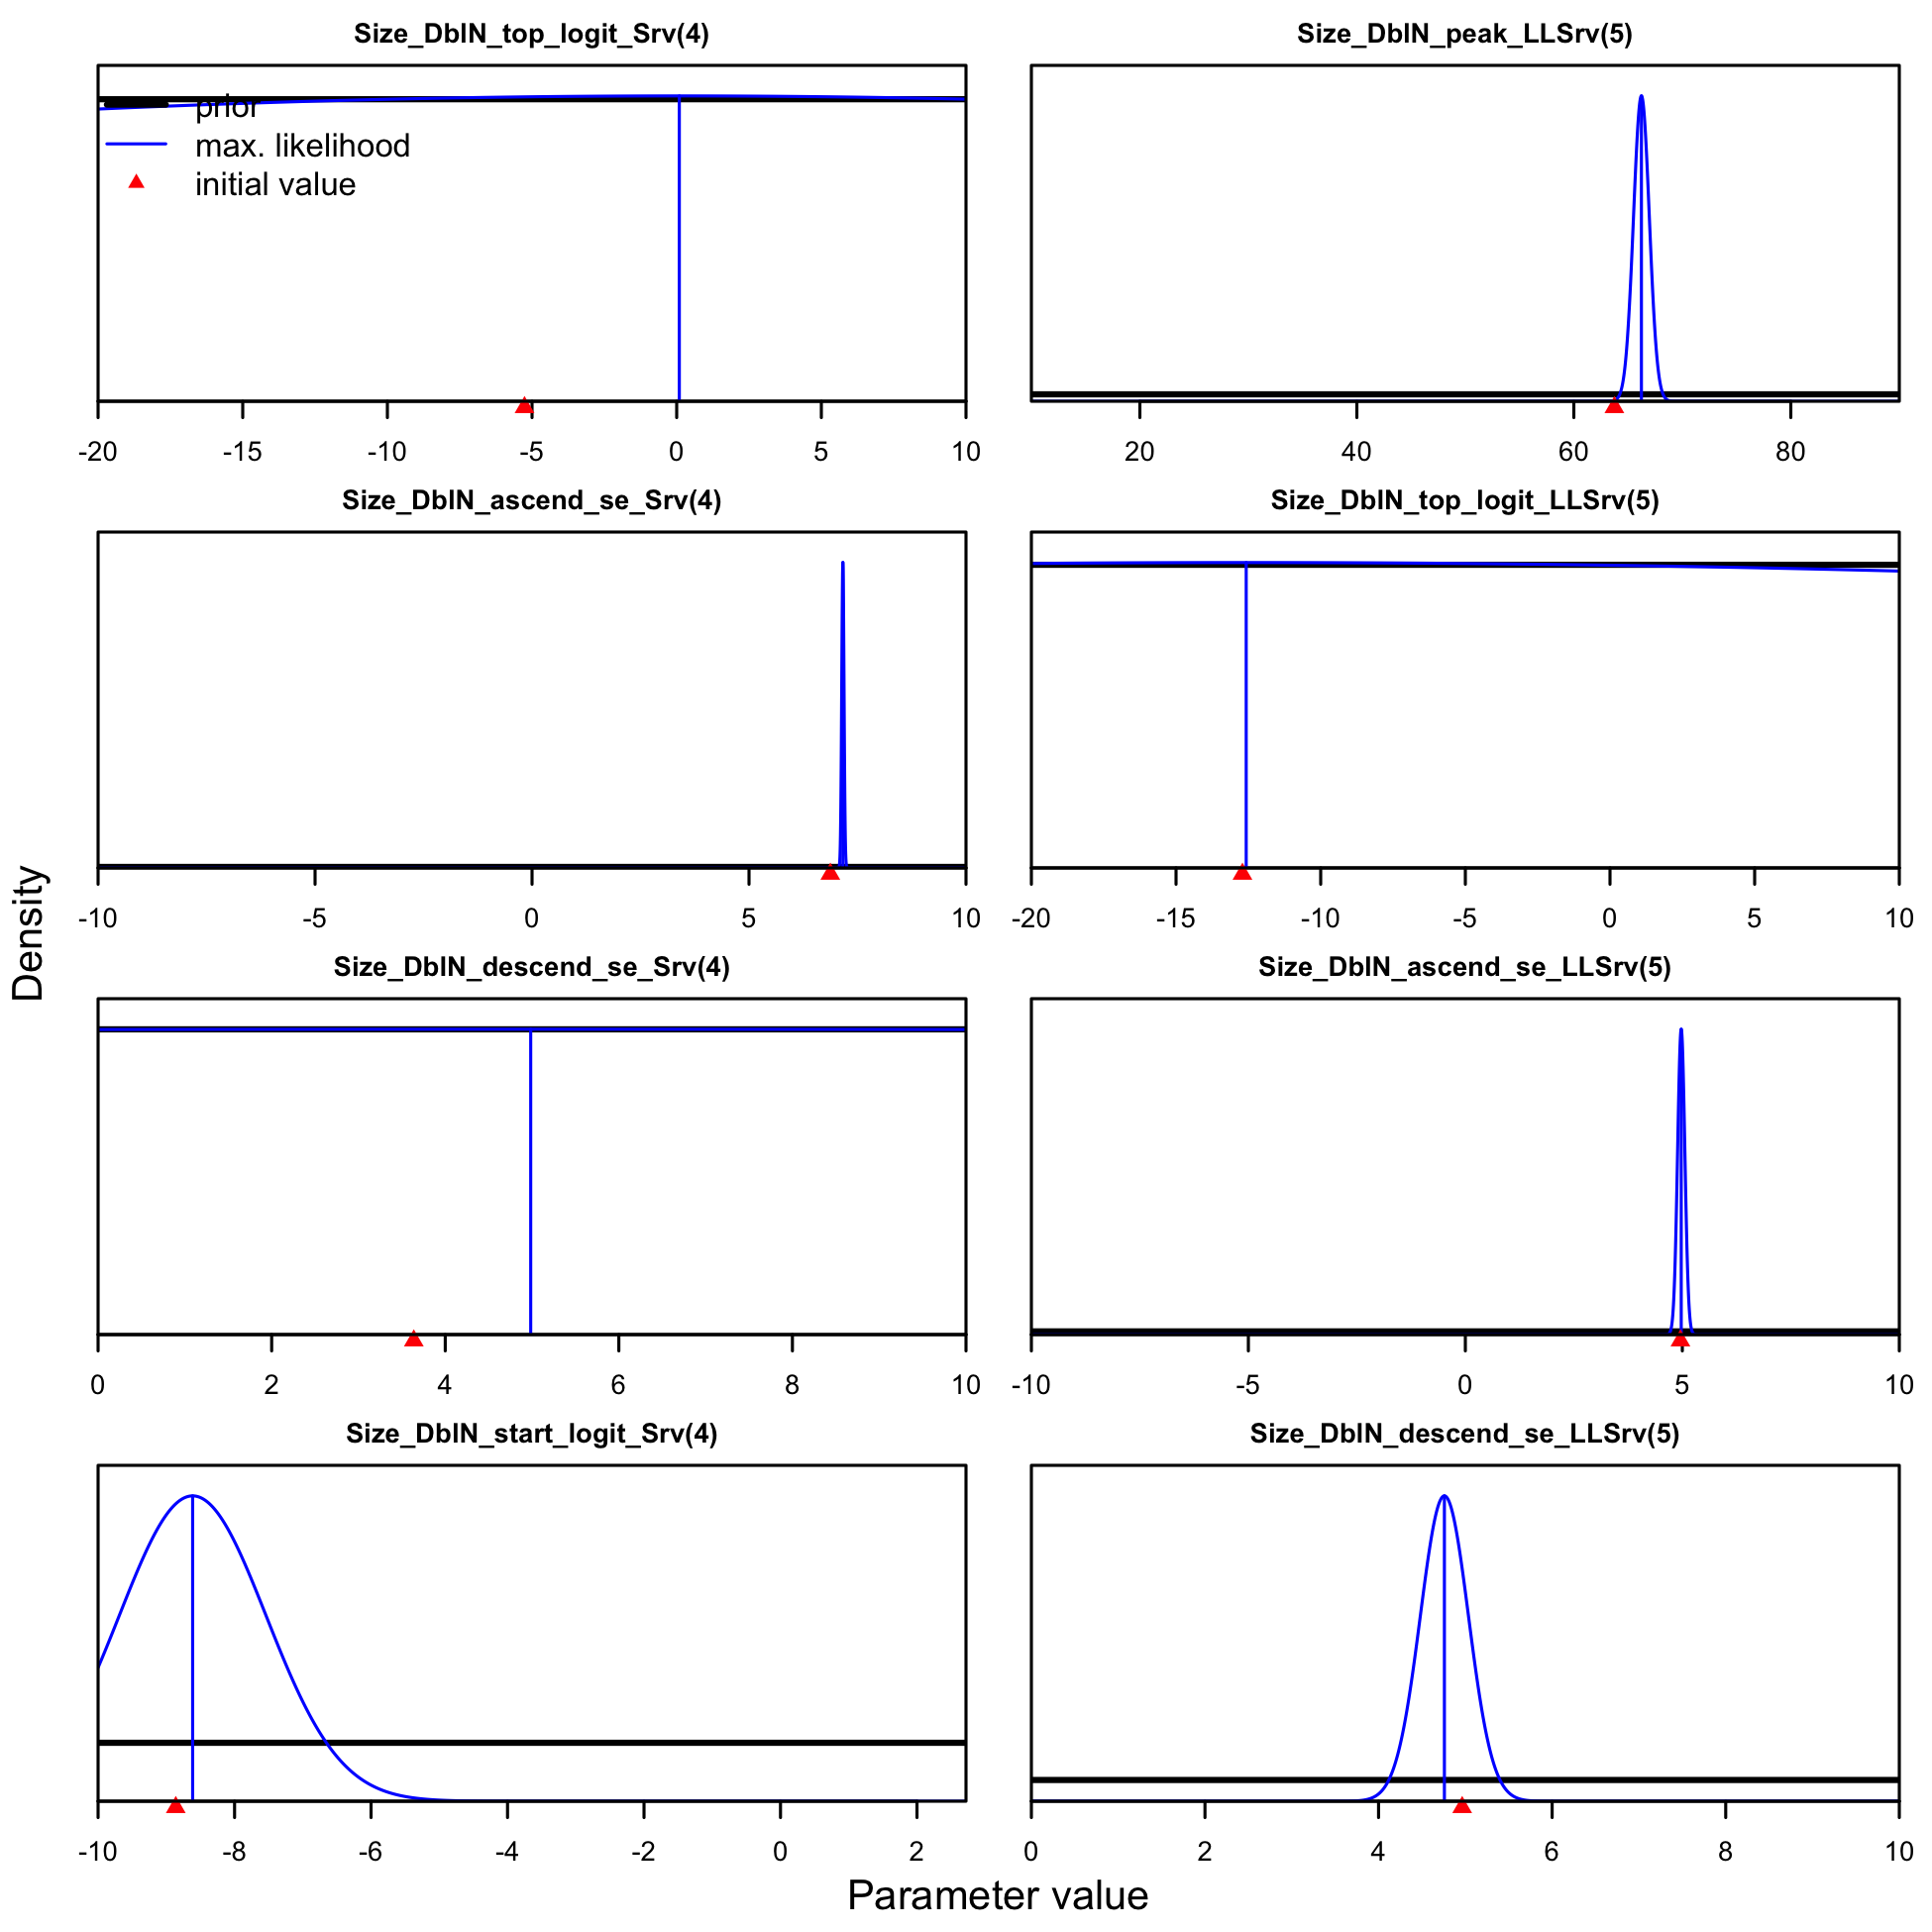 Size_DblN_top_logit_Srv(4)
prior
max. likelihood
initial value
-20 -15 -10 -5 0 5 10
Size_DblN_peak_LLSrv(5)
20 40 60 80
Size_DblN_ascend_se_Srv(4)
-10 -5 0 5 10
Size_DblN_top_logit_LLSrv(5)
-20 -15 -10 -5 0 5 10
Size_DblN_descend_se_Srv(4)
0 2 4 6 8 10
Size_DblN_ascend_se_LLSrv(5)
-10 -5 0 5 10
Size_DblN_start_logit_Srv(4)
-10 -8 -6 -4 -2 0 2
Size_DblN_descend_se_LLSrv(5)
0 2 4 6 8 10
Density
Parameter value